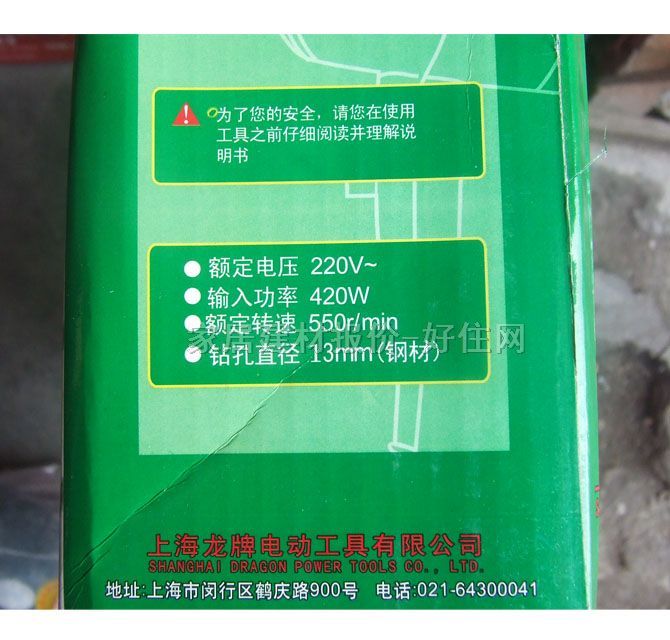 为了您的安全，请您在使用
工具之前仔细阅读并理解说
明书
额定电压 220V~
输入功率 420W
额定转速 550r/min
家居建材报价-好住网
钻孔直径 13mm(钢材)
上海龙牌电动工具有限公司
SHANGHAI DRAGON POWER TOOLS CO., LTD.
地址:上海市闵行区鹤庆路900号 电话:021-64300041